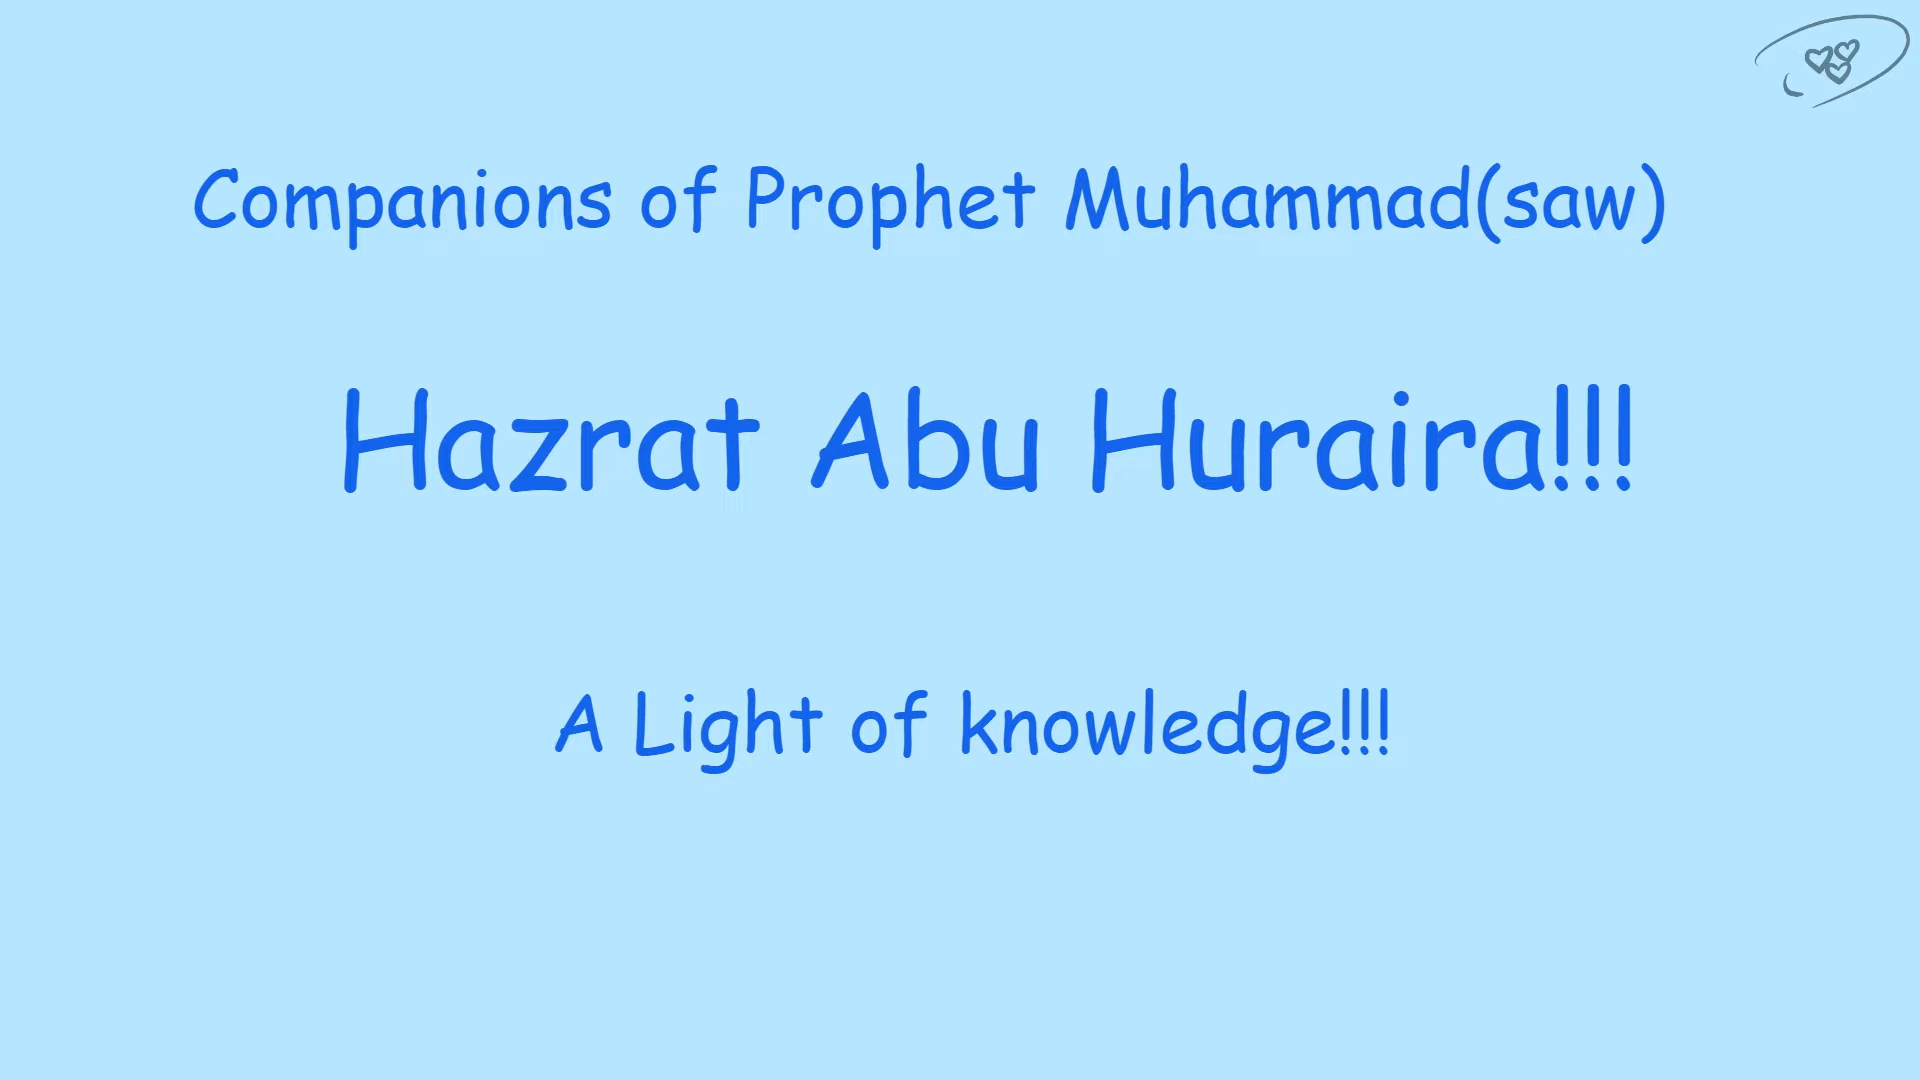 Companions of Prophet Muhammad(saw)
Hazrat Abu Huraira!!!
A Light of knowledge!!!